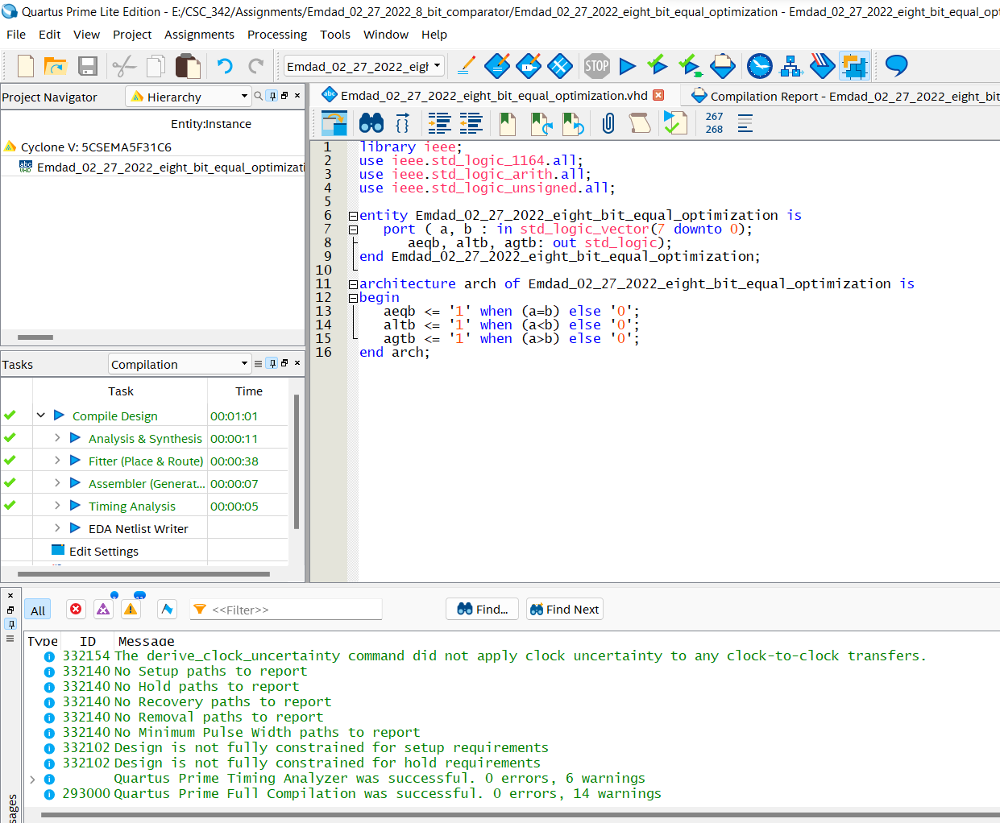 Quartus Prime Lite Edition - E:/CSC_342/Assignments/Emdad_02_27_2022_8_bit_comparator/Emdad_02_27_2022_eight_bit_equal_optimization - Emdad_02_27_2022_eight_bit_equal_opti
File Edit View Project Assignments Processing Tools Window Help
Emdad_02_27_2022_eigh
STOP
Project Navigator
Hierarchy
Entity:Instance
Cyclone V: 5CSEMA5F31C6
abc VHD Emdad_02_27_2022_eight_bit_equal_optimizati
Tasks
Compilation
Task Time
Compile Design 00:01:01
Analysis & Synthesis 00:00:11
Fitter (Place & Route) 00:00:38
Assembler (Generat... 00:00:07
Timing Analysis 00:00:05
EDA Netlist Writer
Edit Settings
abc Emdad_02_27_2022_eight_bit_equal_optimization.vhd
Compilation Report - Emdad_02_27_2022_eight_bit
267
268
1 library ieee;
2 use ieee.std_logic_1164.all;
3 use ieee.std_logic_arith.all;
4 use ieee.std_logic_unsigned.all;
5
6 entity Emdad_02_27_2022_eight_bit_equal_optimization is
7 port ( a, b : in std_logic_vector(7 downto 0);
8 aeqb, altb, agtb: out std_logic);
9 end Emdad_02_27_2022_eight_bit_equal_optimization;
10
11 architecture arch of Emdad_02_27_2022_eight_bit_equal_optimization is
12 begin
13 aeqb <= '1' when (a=b) else '0';
14 altb <= '1' when (a<b) else '0';
15 agtb <= '1' when (a>b) else '0';
16 end arch;
All
<<Filter>>
Find...
Find Next
Type ID Message
332154 The derive_clock_uncertainty command did not apply clock uncertainty to any clock-to-clock transfers.
332140 No Setup paths to report
332140 No Hold paths to report
332140 No Recovery paths to report
332140 No Removal paths to report
332140 No Minimum Pulse Width paths to report
332102 Design is not fully constrained for setup requirements
332102 Design is not fully constrained for hold requirements
Quartus Prime Timing Analyzer was successful. 0 errors, 6 warnings
293000 Quartus Prime Full Compilation was successful. 0 errors, 14 warnings
sages